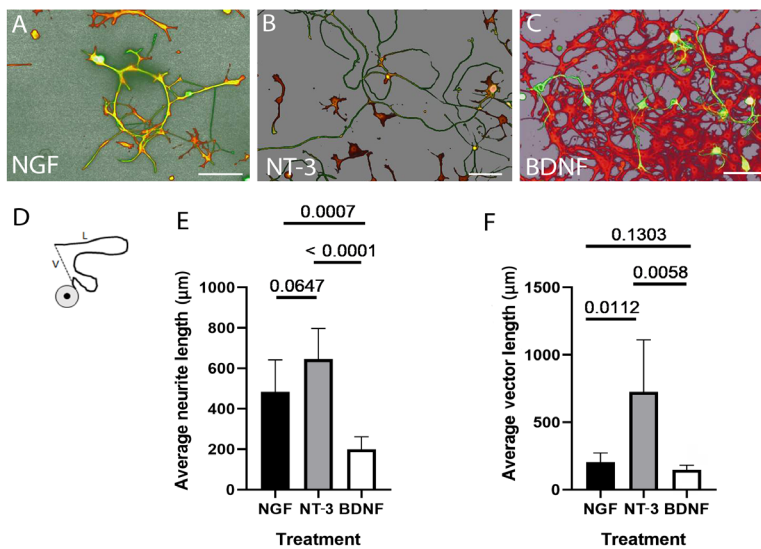 A
NGF
B
NT-3
C
BDNF
D
L
V
E
0.0007
< 0.0001
0.0647
1000
800
600
400
200
0
Average neurite length (μm)
NGF NT-3 BDNF
Treatment
F
0.1303
0.0058
0.0112
1500
1000
500
0
Average vector length (μm)
NGF NT-3 BDNF
Treatment